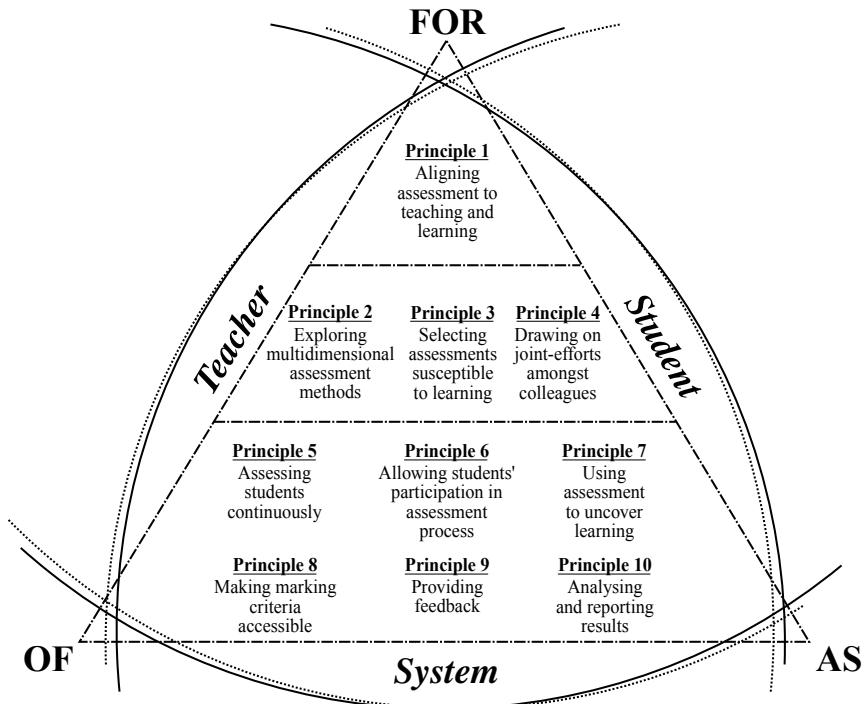 FOR
Principle 1
Aligning
assessment to
teaching and
learning
Teacher
Student
Principle 2
Exploring
multidimensional
assessment
methods
Principle 3
Selecting
assessments
susceptible
to learning
Principle 4
Drawing on
joint-efforts
amongst
colleagues
Principle 5
Assessing
students
continuously
Principle 6
Allowing students'
participation in
assessment
process
Principle 7
Using
assessment
to uncover
learning
Principle 8
Making marking
criteria
accessible
Principle 9
Providing
feedback
Principle 10
Analysing
and reporting
results
OF
System
AS